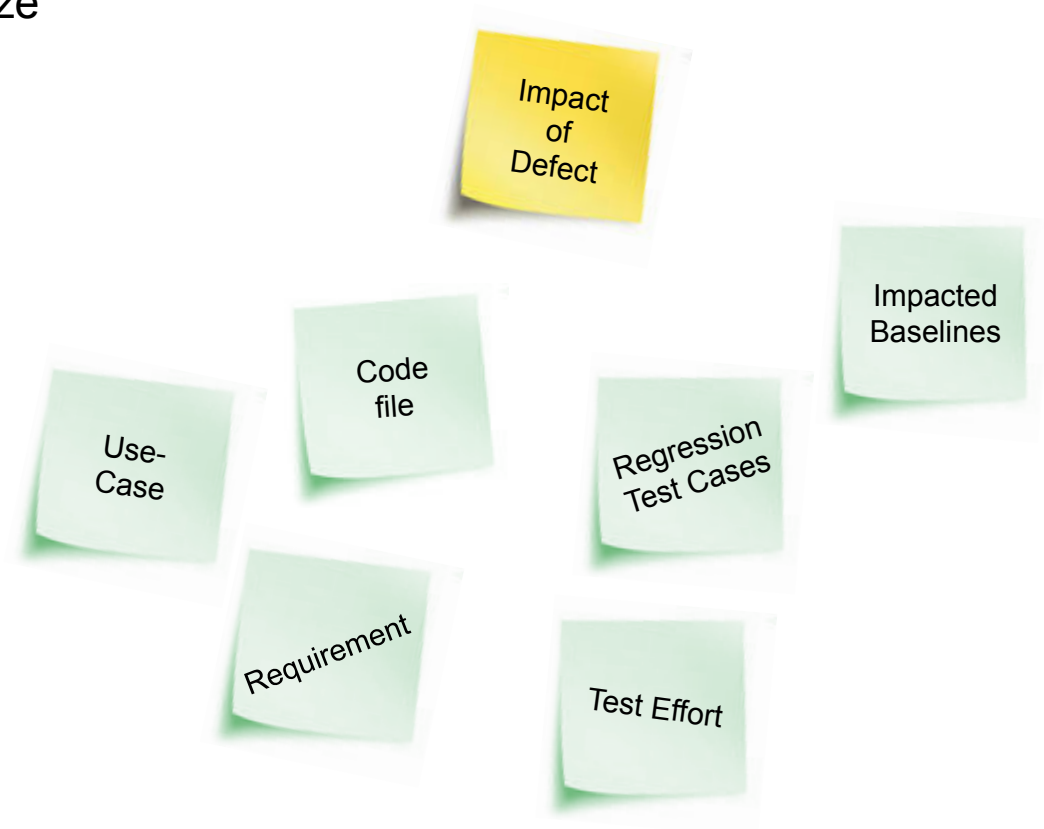 ze
Impact
of
Defect
Impacted
Baselines
Code
file
Use-
Case
Regression
Test Cases
Requirement
Test Effort